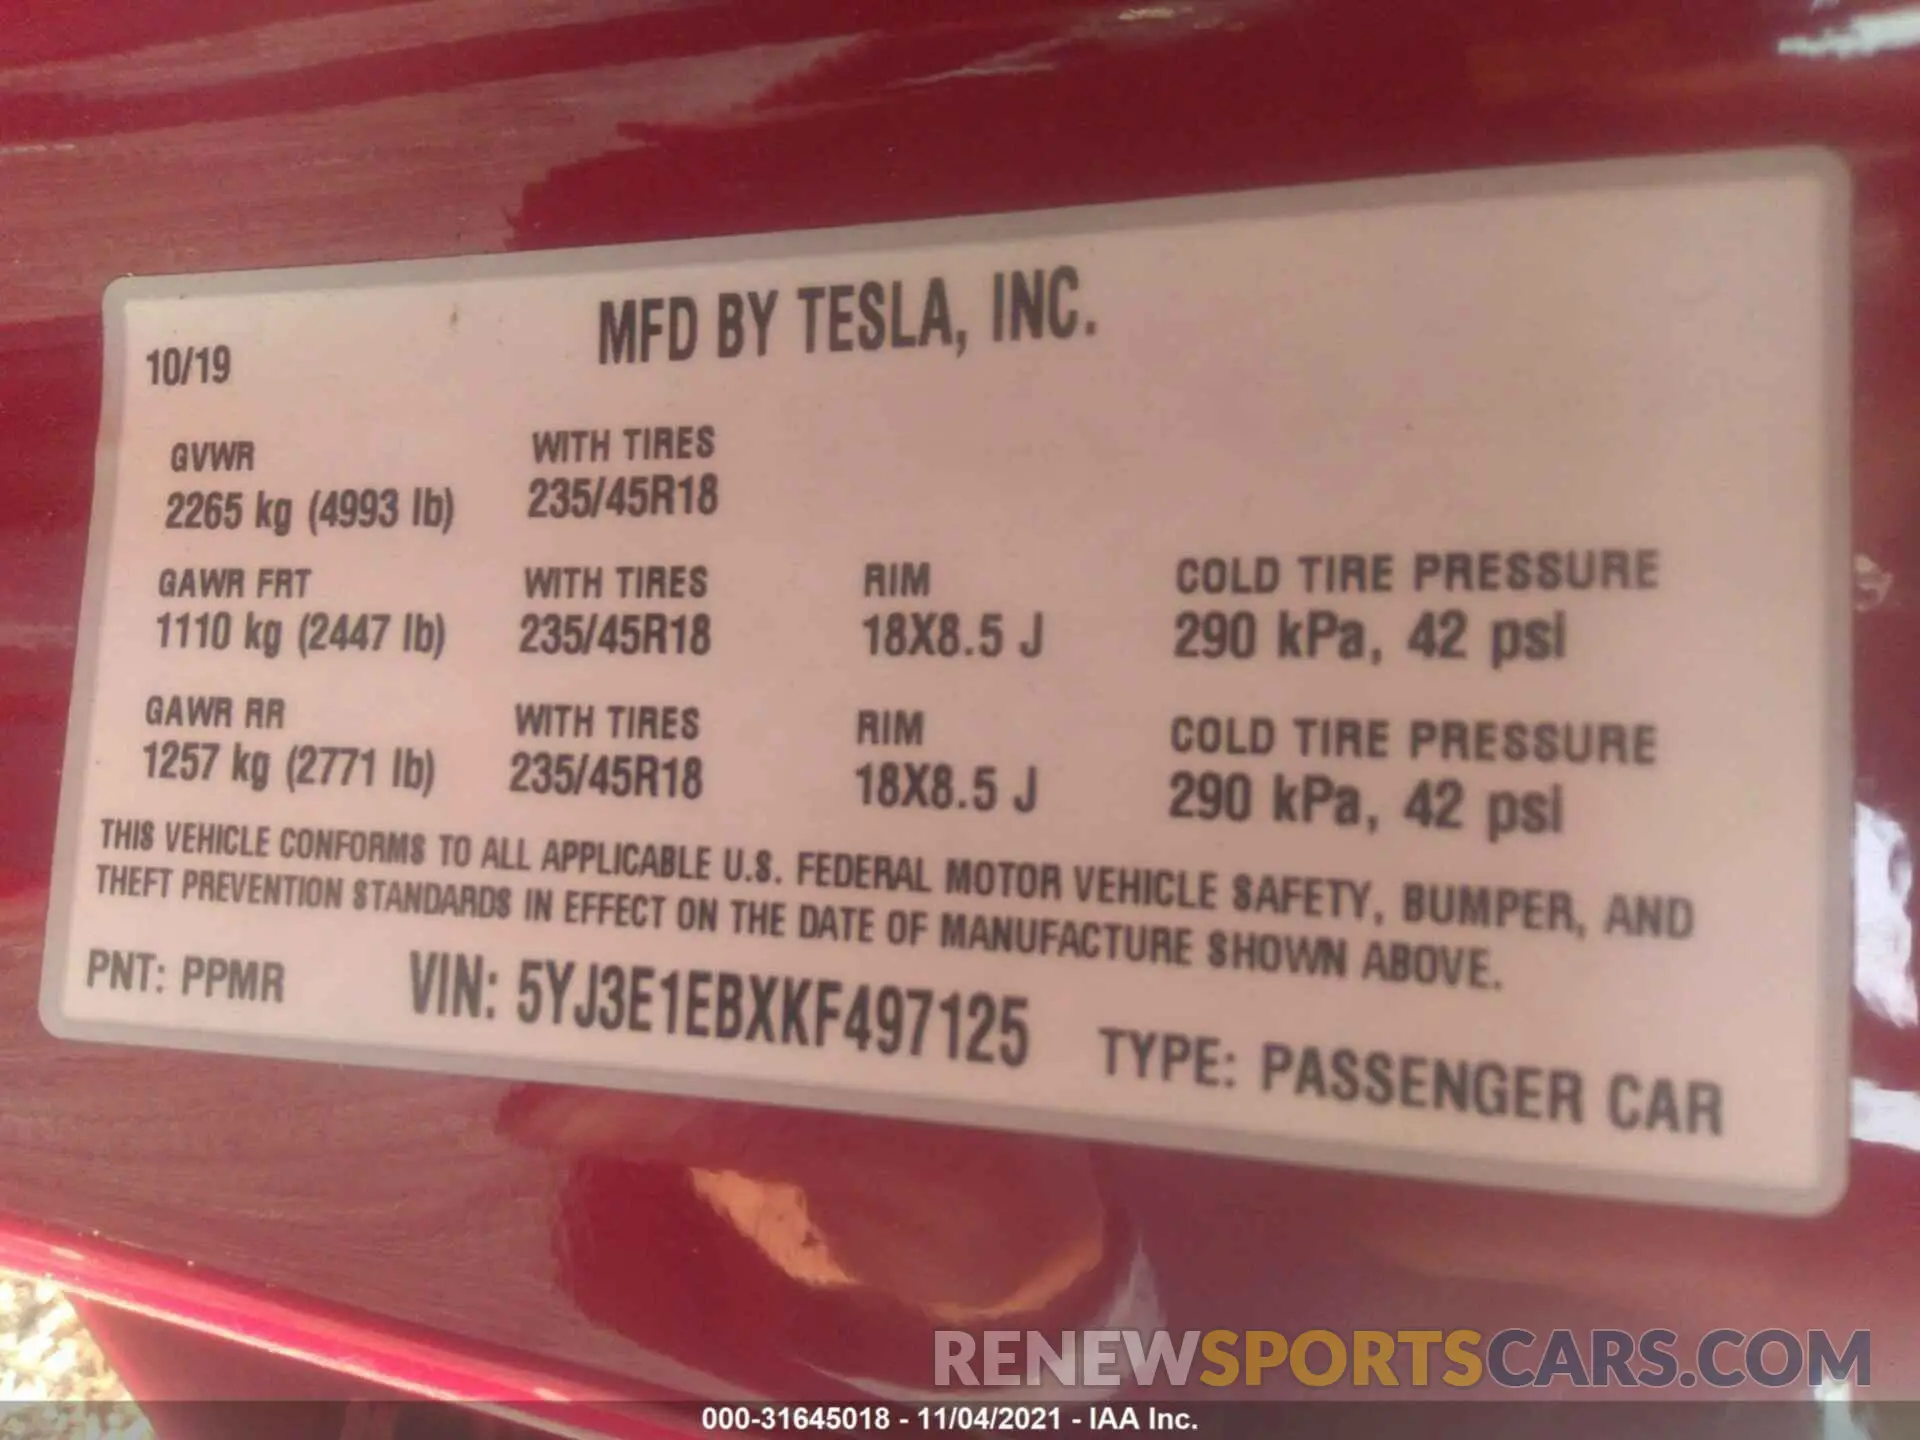 MFD BY TESLA, INC.
10/19
GVWR WITH TIRES
2265 kg (4993 lb) 235/45R18
GAWR FRT WITH TIRES RIM COLD TIRE PRESSURE
1110 kg (2447 lb) 235/45R18 18X8.5 J 290 kPa, 42 psi
GAWR RR WITH TIRES RIM COLD TIRE PRESSURE
1257 kg (2771 lb) 235/45R18 18X8.5 J 290 kPa, 42 psi
THIS VEHICLE CONFORMS TO ALL APPLICABLE U.S. FEDERAL MOTOR VEHICLE SAFETY, BUMPER, AND
THEFT PREVENTION STANDARDS IN EFFECT ON THE DATE OF MANUFACTURE SHOWN ABOVE.
PNT: PPMR VIN: 5YJ3E1EBXKF497125 TYPE: PASSENGER CAR
RENEWSPORTSCARS.COM
000-31645018 - 11/04/2021 - IAA Inc.